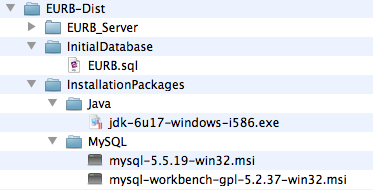 EURB-Dist
EURB_Server
InitialDatabase
EURB.sql
InstallationPackages
Java
jdk-6u17-windows-i586.exe
MySQL
mysql-5.5.19-win32.msi
mysql-workbench-gpl-5.2.37-win32.msi